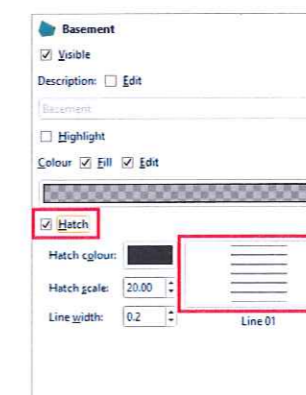 Basement
Visible
Description: Edit
Basement
Highlight
Colour Fill Edit
Hatch
Hatch colour:
Hatch scale: 20.00
Line width: 0.2
Line 01